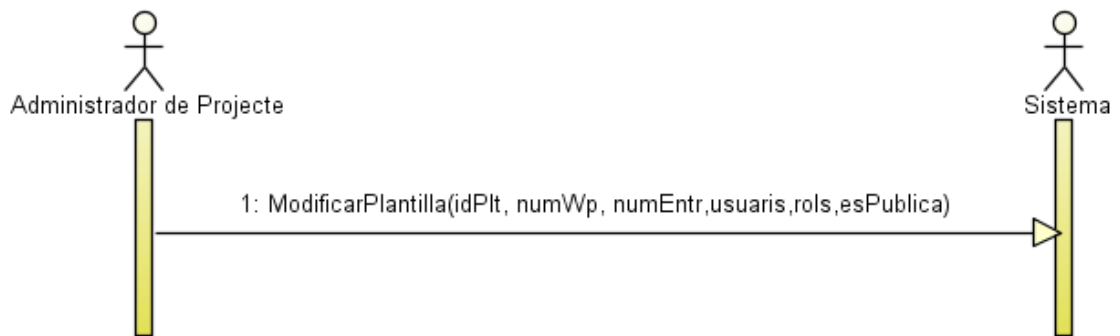 Administrador de Projecte
Sistema
1: ModificarPlantilla(idPlt, numWp, numEntr,usuaris,rols,esPublica)